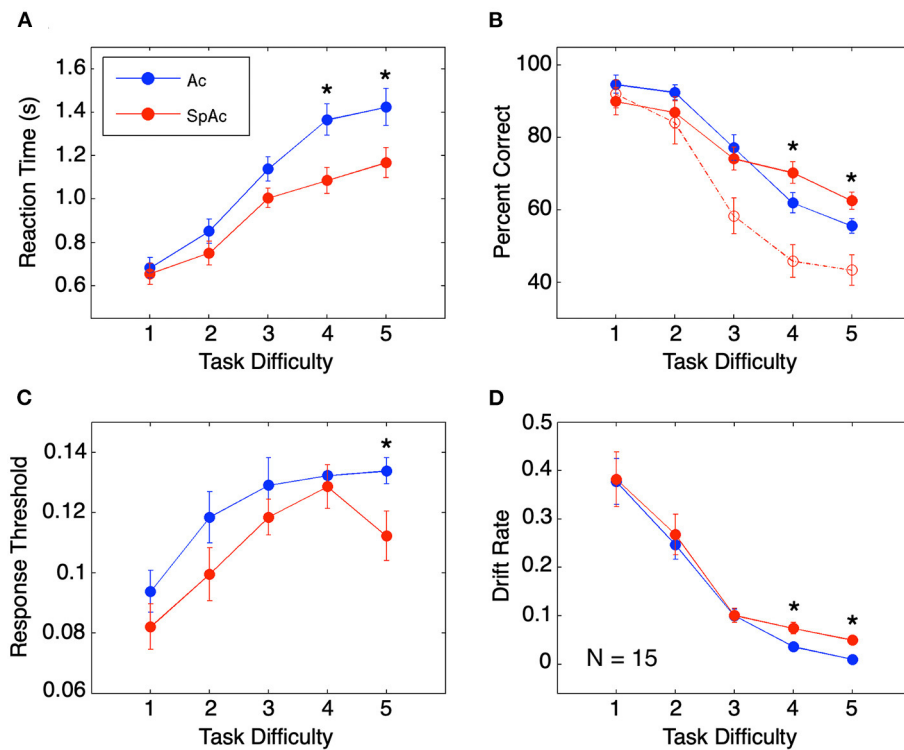 A
Reaction Time (s)
1.6
1.4
1.2
1.0
0.8
0.6
Ac
SpAc
*
*
1 2 3 4 5
Task Difficulty
B
Percent Correct
100
80
60
40
*
*
1 2 3 4 5
Task Difficulty
C
Response Threshold
0.14
0.12
0.1
0.08
0.06
*
1 2 3 4 5
Task Difficulty
D
Drift Rate
0.5
0.4
0.3
0.2
0.1
0
*
*
N = 15
1 2 3 4 5
Task Difficulty